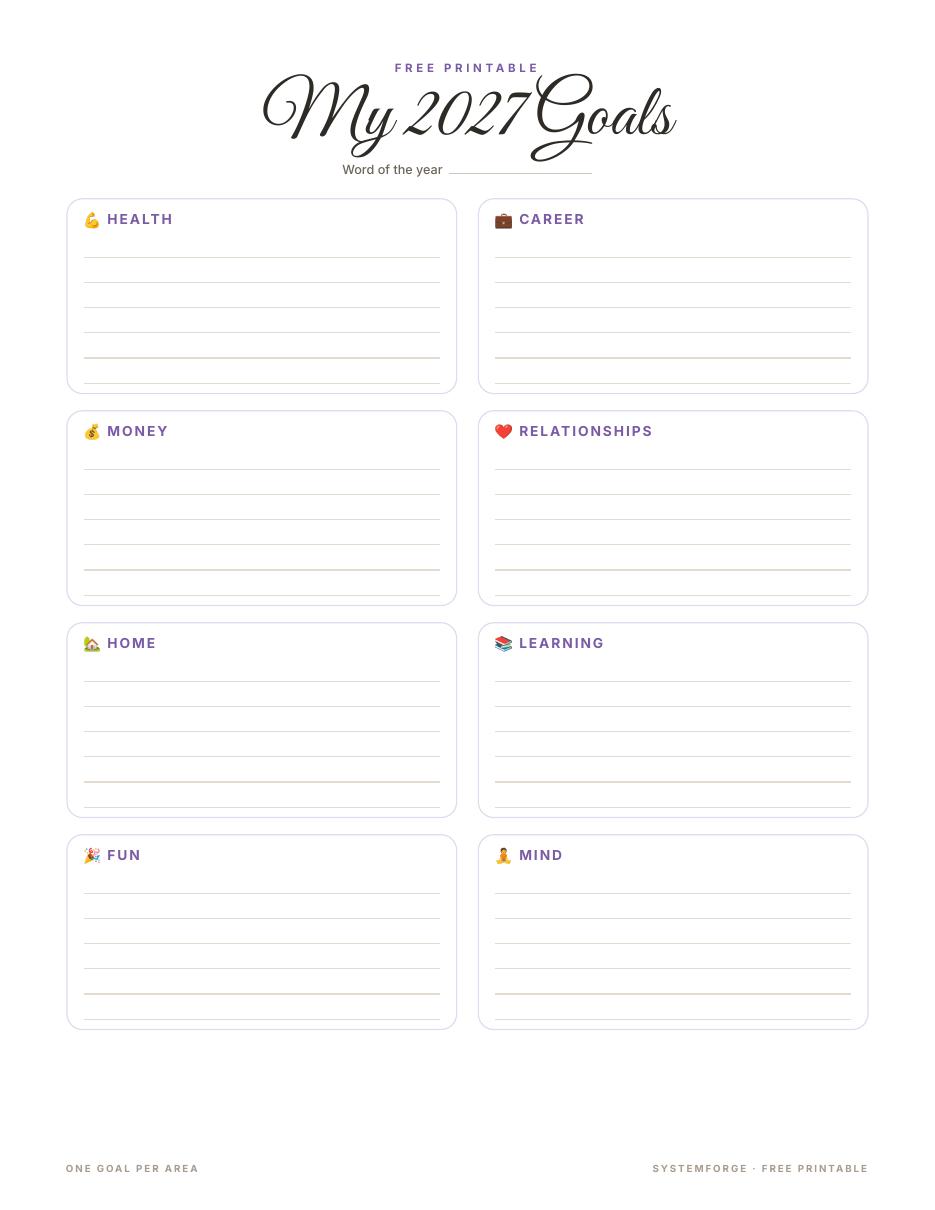 FREE PRINTABLE
My 2027 Goals
Word of the year
HEALTH
CAREER
MONEY
RELATIONSHIPS
HOME
LEARNING
FUN
MIND
ONE GOAL PER AREA
SYSTEMFORGE · FREE PRINTABLE